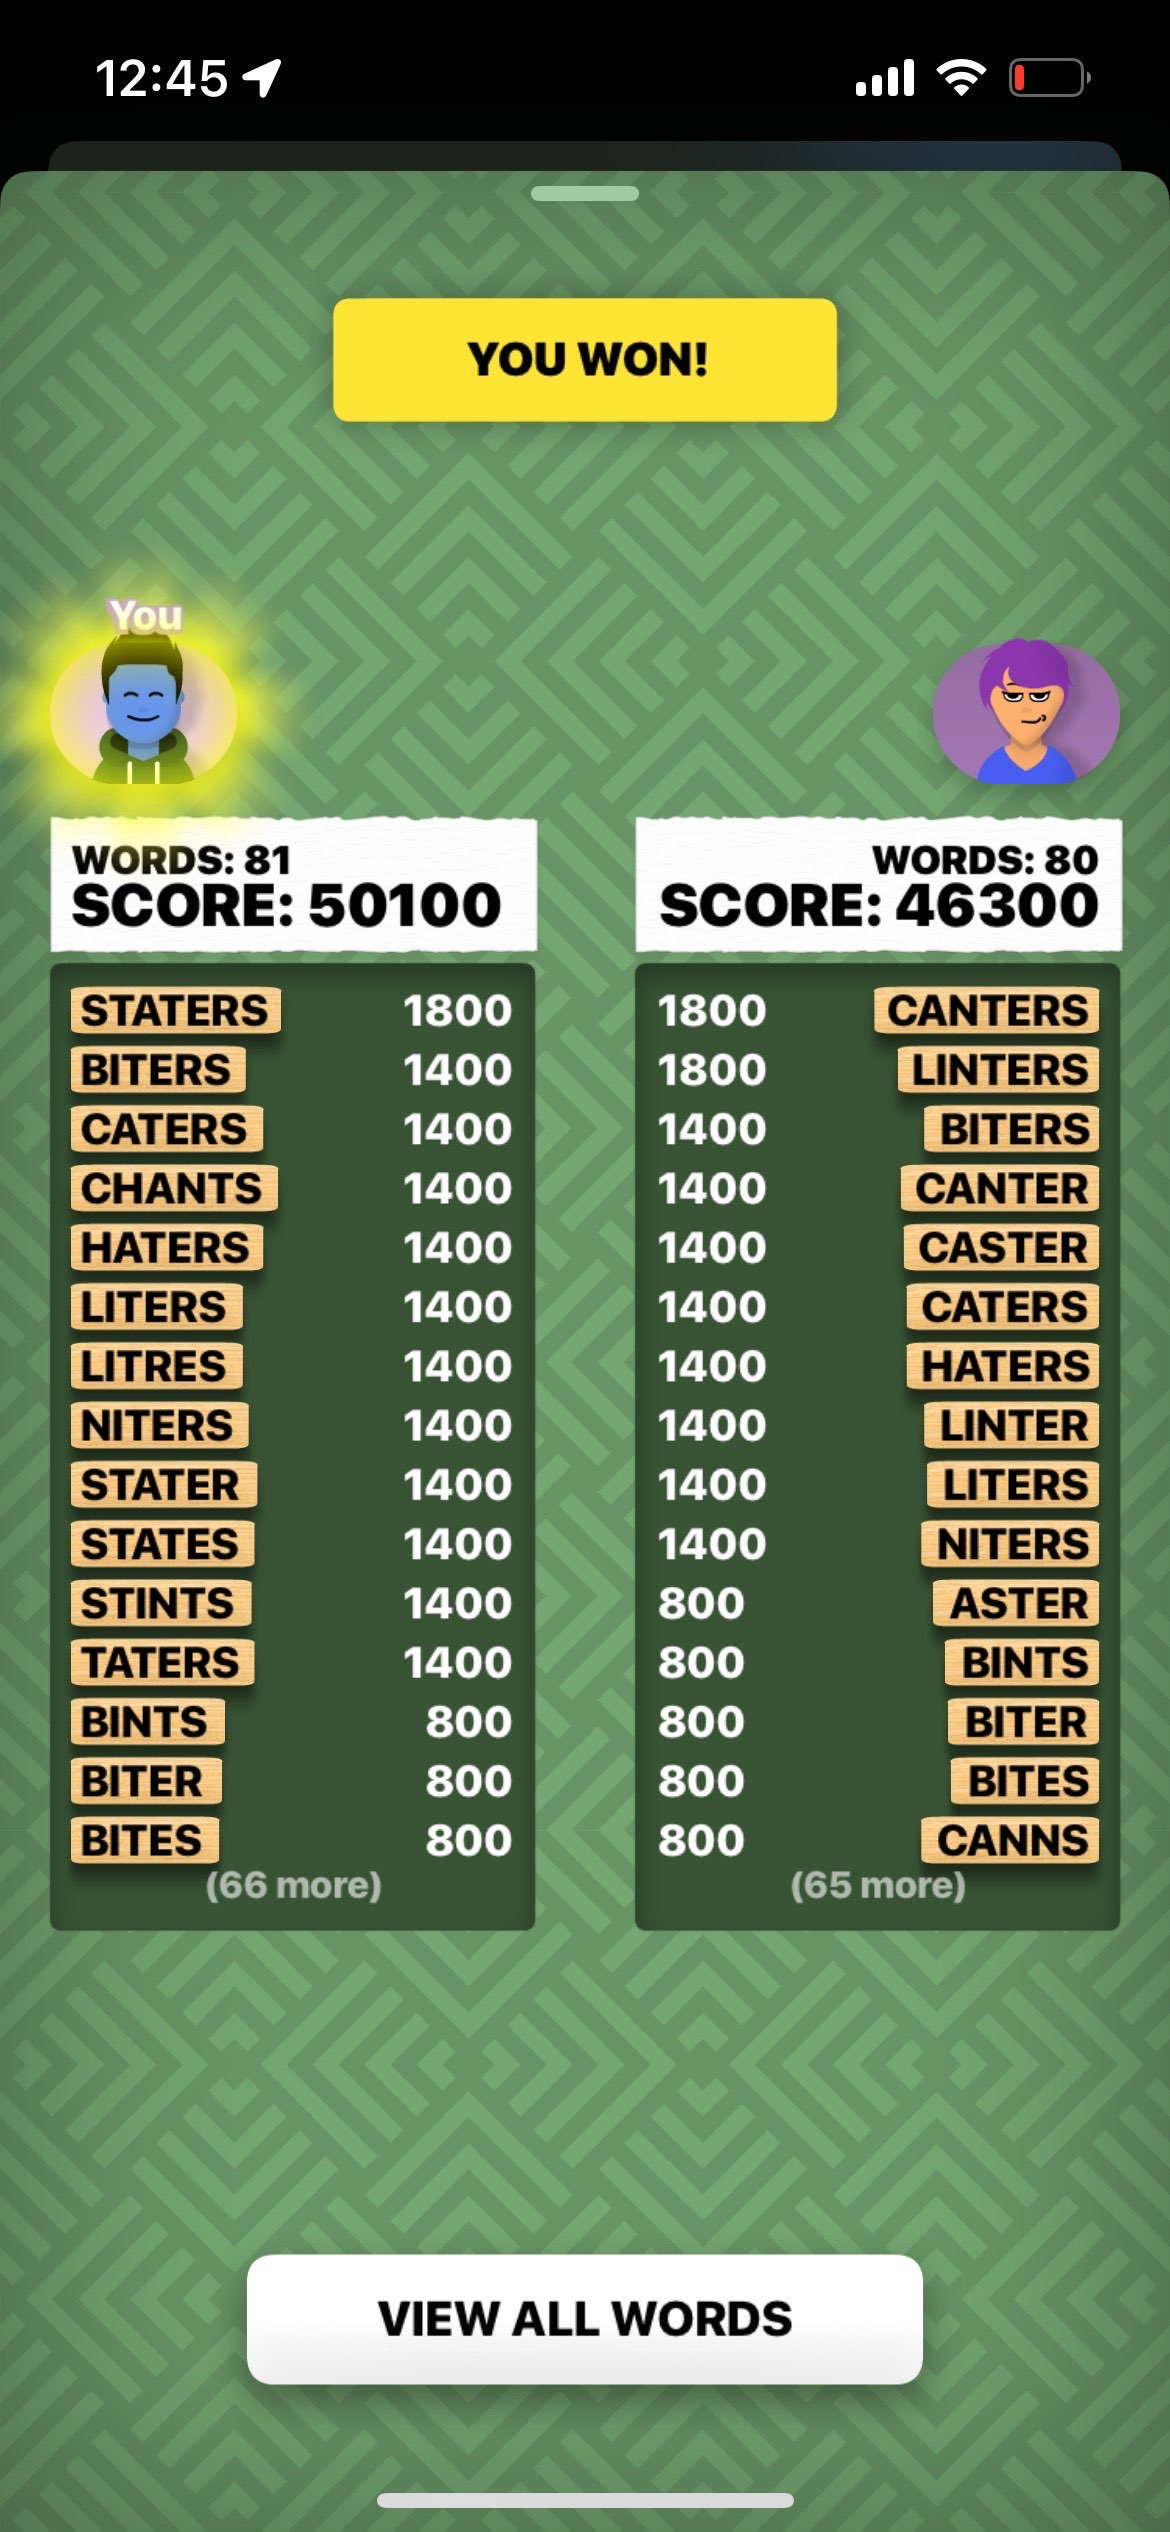 12:45
YOU WON!
You
WORDS: 81
SCORE: 50100
WORDS: 80
SCORE: 46300
STATERS 1800
BITERS 1400
CATERS 1400
CHANTS 1400
HATERS 1400
LITERS 1400
LITRES 1400
NITERS 1400
STATER 1400
STATES 1400
STINTS 1400
TATERS 1400
BINTS 800
BITER 800
BITES 800
(66 more)
1800 CANTERS
1800 LINTERS
1400 BITERS
1400 CANTER
1400 CASTER
1400 CATERS
1400 HATERS
1400 LINTER
1400 LITERS
1400 NITERS
800 ASTER
800 BINTS
800 BITER
800 BITES
800 CANNS
(65 more)
VIEW ALL WORDS